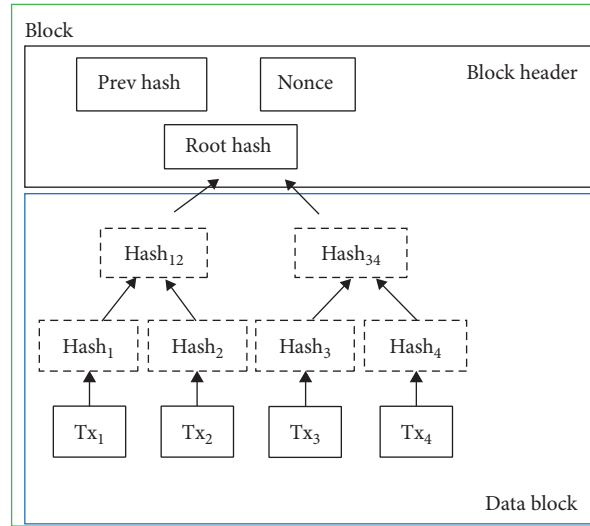 Block
Block header
Prev hash
Nonce
Root hash
Hash₁₂
Hash₃₄
Hash₁
Hash₂
Hash₃
Hash₄
Tx₁
Tx₂
Tx₃
Tx₄
Data block